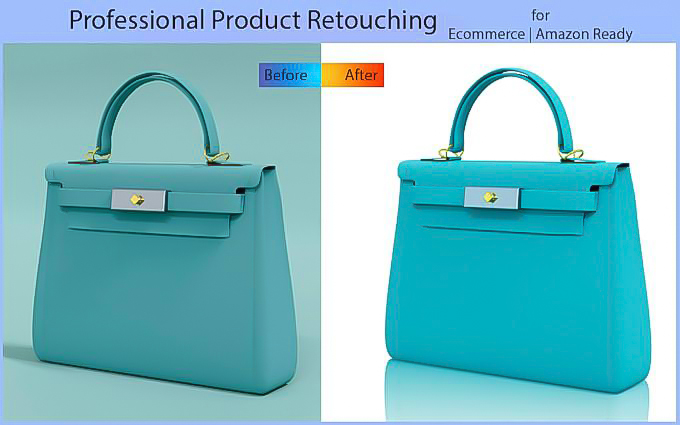 Professional Product Retouching
for
Ecommerce | Amazon Ready
Before
After